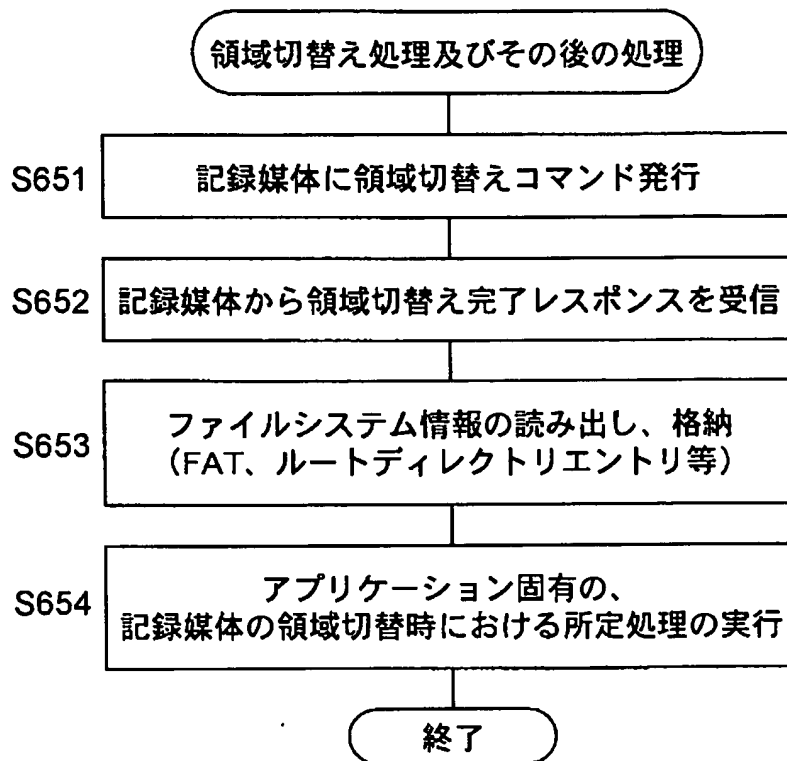 領域切替え処理及びその後の処理
S651
記録媒体に領域切替えコマンド発行
S652
記録媒体から領域切替え完了レスポンスを受信
S653
ファイルシステム情報の読み出し、格納
（FAT、ルートディレクトリエントリ等）
S654
アプリケーション固有の、
記録媒体の領域切替時における所定処理の実行
終了